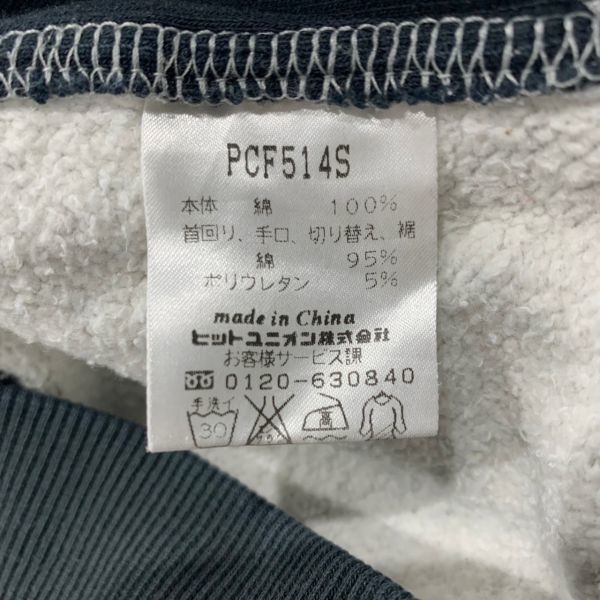 PCF514S
本体 綿 100%
首回り、手口、切り替え、裾
綿 95%
ポリウレタン 5%
made in China
ヒットユニオン株式会社
お客様サービス課
0120-630840
手洗イ
30 高